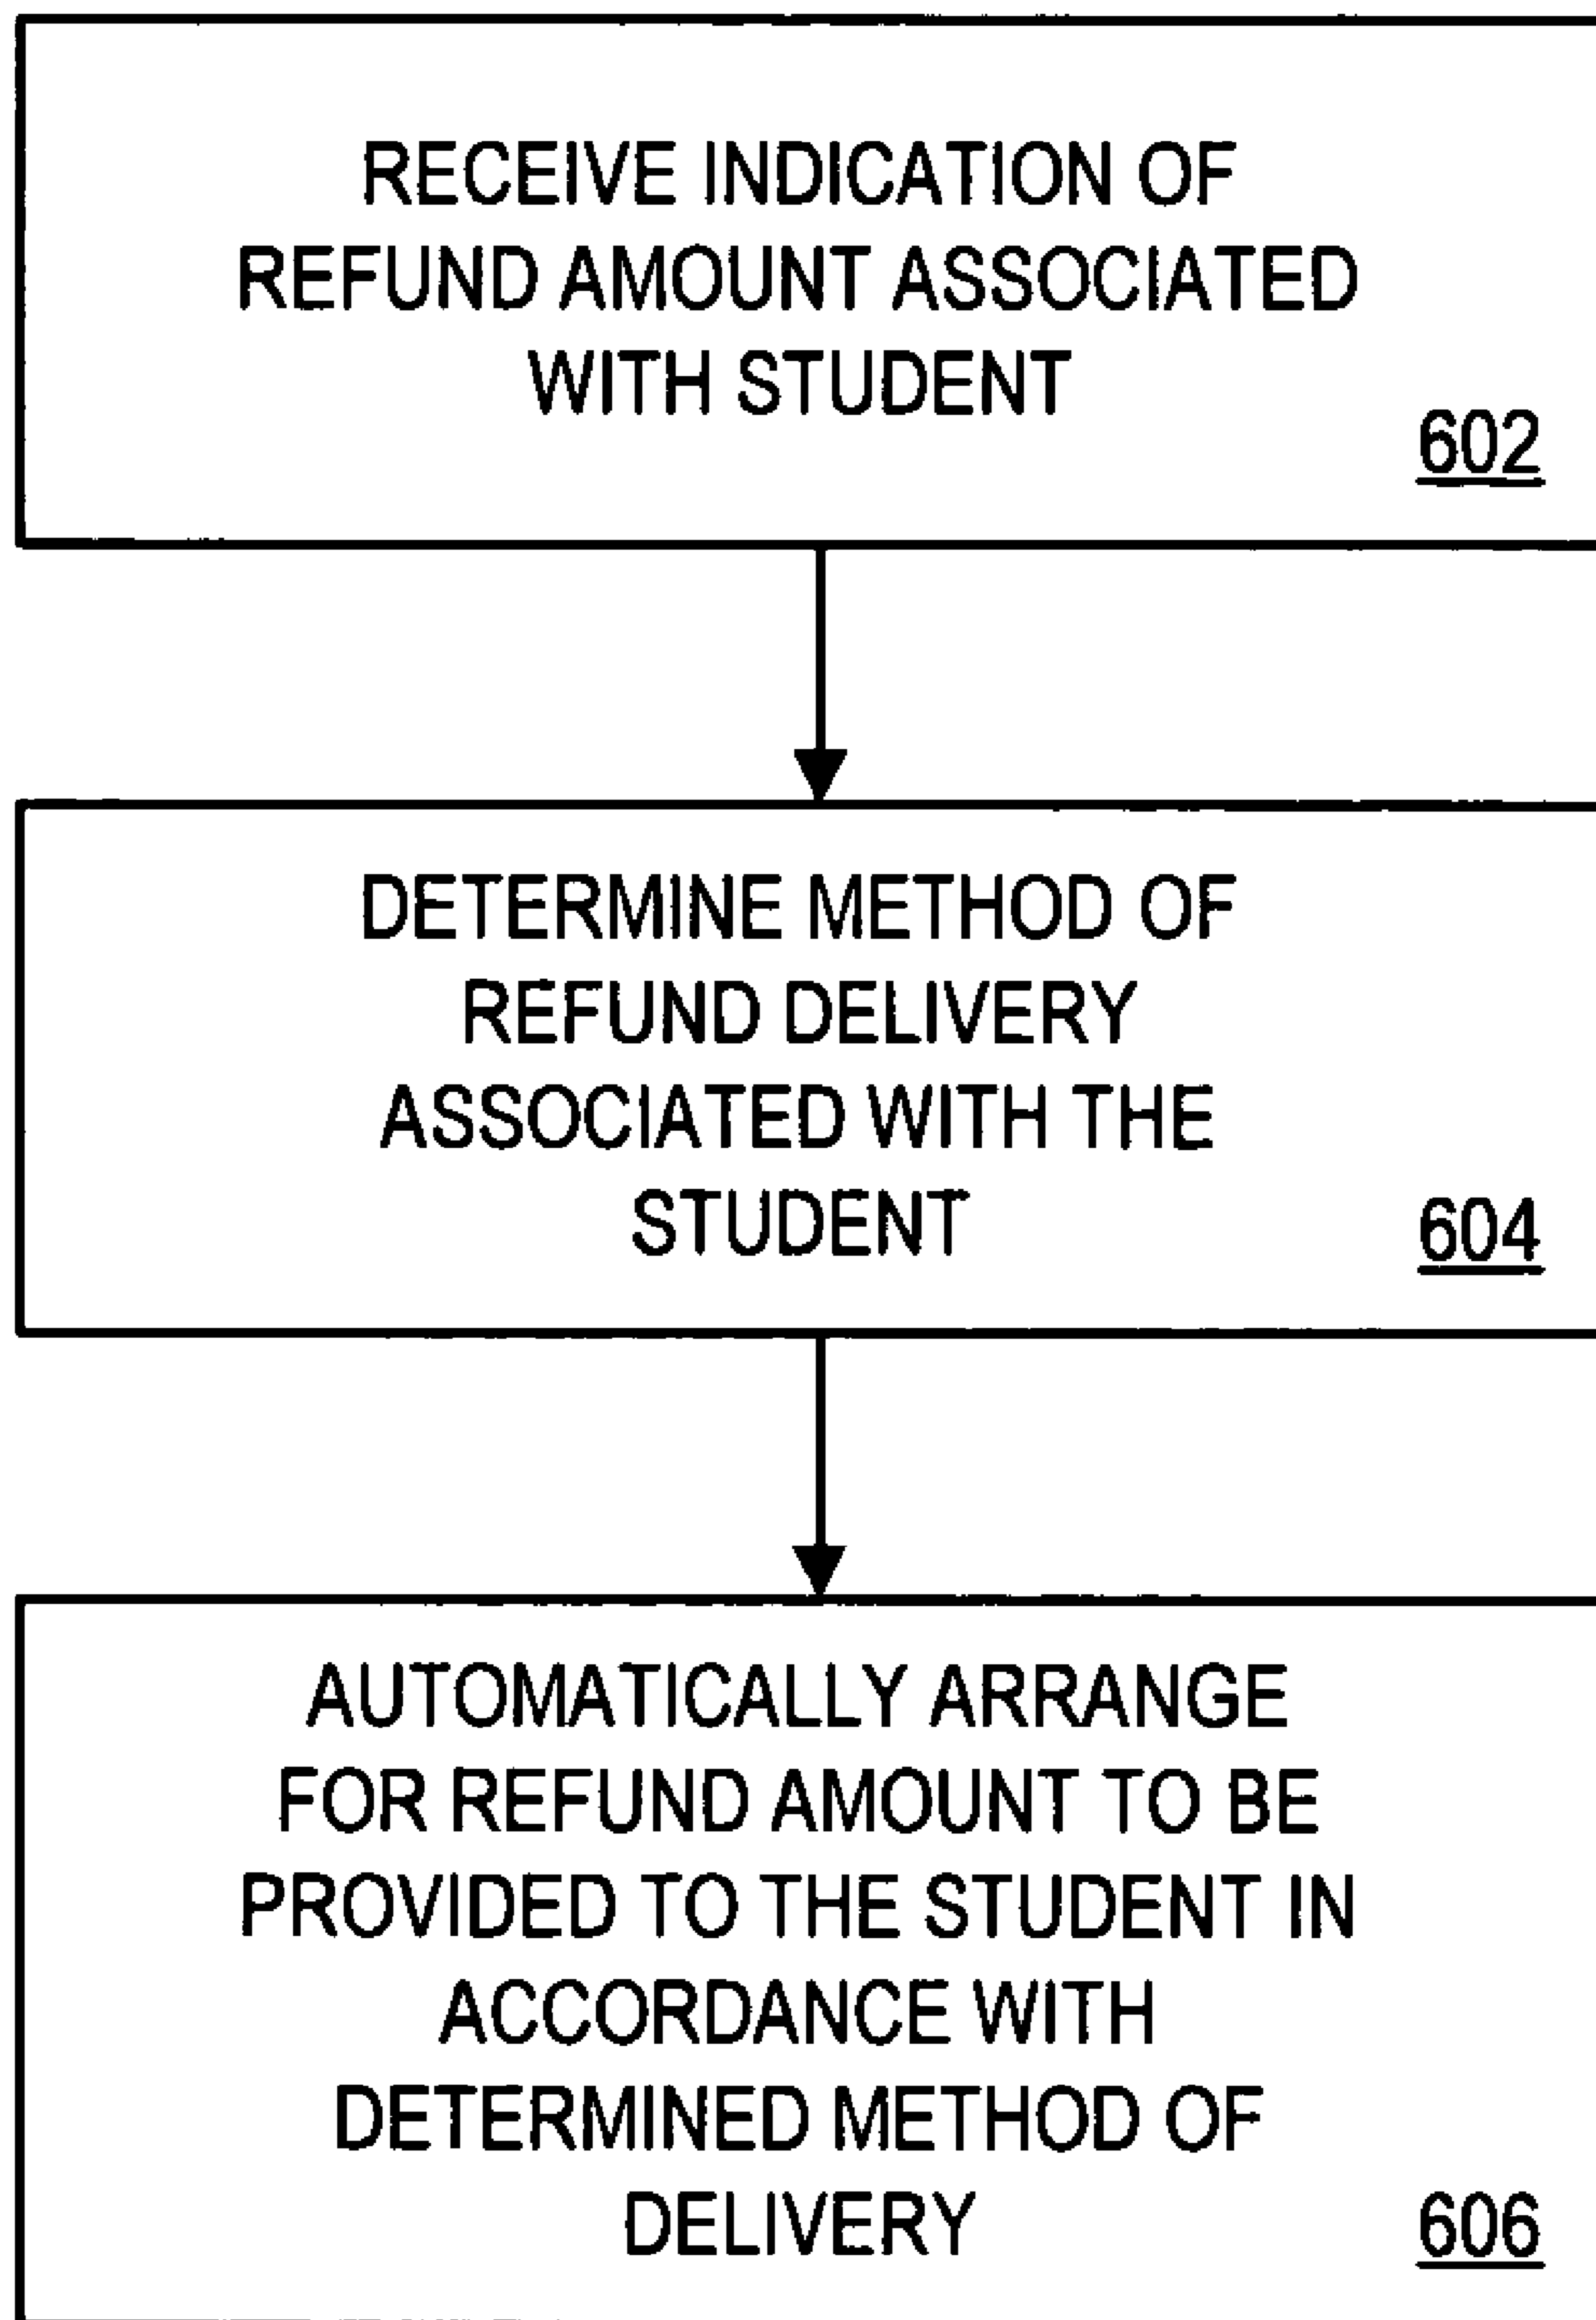 RECEIVE INDICATION OF
REFUND AMOUNT ASSOCIATED
WITH STUDENT
602
DETERMINE METHOD OF
REFUND DELIVERY
ASSOCIATED WITH THE
STUDENT
604
AUTOMATICALLY ARRANGE
FOR REFUND AMOUNT TO BE
PROVIDED TO THE STUDENT IN
ACCORDANCE WITH
DETERMINED METHOD OF
DELIVERY
606